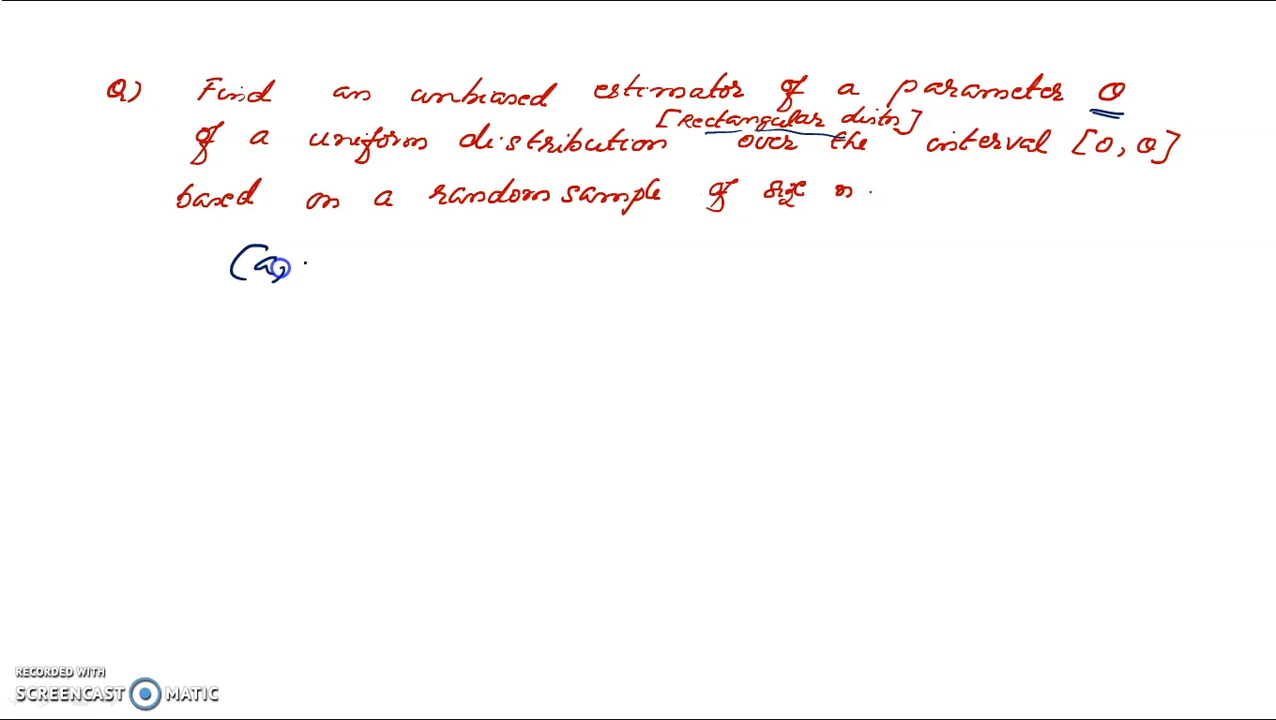 Q) Find an unbiased estimator of a parameter θ
[Rectangular distn]
of a uniform distribution over the interval [0, θ]
based on a random sample of size n.
(a,
RECORDED WITH
SCREENCAST MATIC